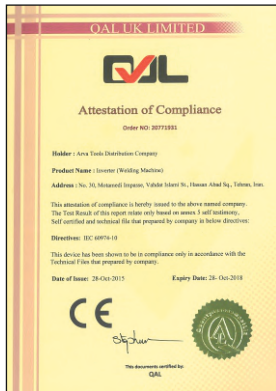 QAL UK LIMITED
QAL
Attestation of Compliance
Order NO: 20771931
Holder : Arva Tools Distribution Company
Product Name : Inverter (Welding Machine)
Address : No, 30, Motamedi Impasse, Vahdat Islami St., Hassan Abad Sq., Tehran, Iran.
This attestation of compliance is hereby issued to the above named company.
The Test Result of this report relate only based on annex 5 self testimony,
Self certified and technical file that prepared by company in below directives:
Directives: IEC 60974-10
This device has been shown to be in compliance only in accordance with the
Technical Files that prepared by company.
Date of Issue: 28-Oct-2015 Expiry Date: 28- Oct-2018
CE
This documents certified by:
QAL